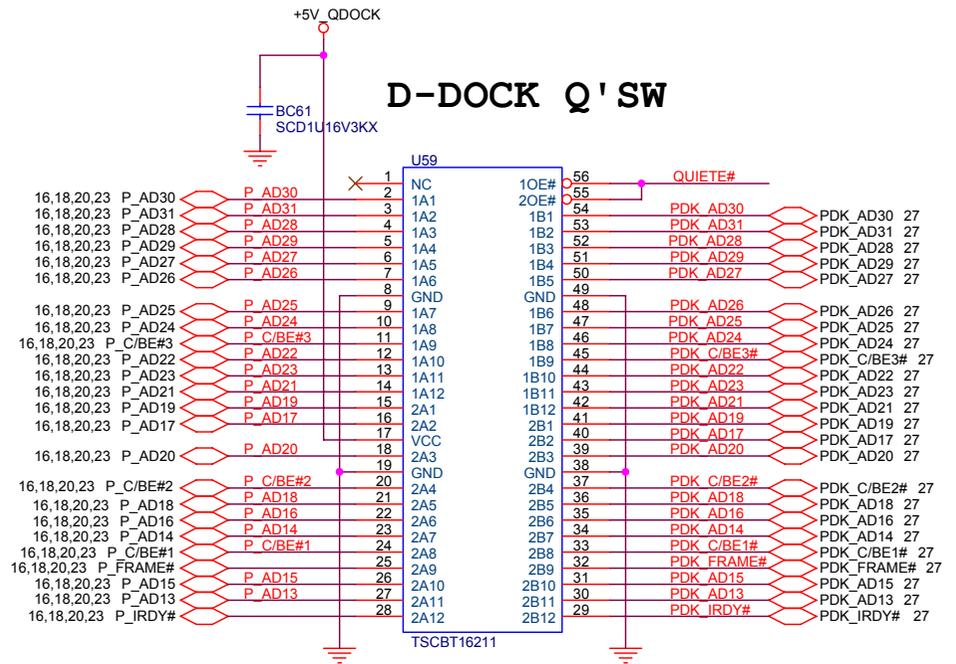 +5V_QDOCK
D-DOCK Q'SW
BC61
SCD1U16V3KX
U59
1 NC 1OE# 56 QUIETE#
16,18,20,23 P_AD30 P_AD30 2 1A1 2OE# 55
16,18,20,23 P_AD31 P_AD31 3 1A2 1B1 54 PDK_AD30 PDK_AD30 27
16,18,20,23 P_AD28 P_AD28 4 1A3 1B2 53 PDK_AD31 PDK_AD31 27
16,18,20,23 P_AD29 P_AD29 5 1A4 1B3 52 PDK_AD28 PDK_AD28 27
16,18,20,23 P_AD27 P_AD27 6 1A5 1B4 51 PDK_AD29 PDK_AD29 27
16,18,20,23 P_AD26 P_AD26 7 1A6 1B5 50 PDK_AD27 PDK_AD27 27
8 GND GND 49
16,18,20,23 P_AD25 P_AD25 9 1A7 1B6 48 PDK_AD26 PDK_AD26 27
16,18,20,23 P_AD24 P_AD24 10 1A8 1B7 47 PDK_AD25 PDK_AD25 27
16,18,20,23 P_C/BE#3 P_C/BE#3 11 1A9 1B8 46 PDK_AD24 PDK_AD24 27
16,18,20,23 P_AD22 P_AD22 12 1A10 1B9 45 PDK_C/BE3# PDK_C/BE3# 27
16,18,20,23 P_AD23 P_AD23 13 1A11 1B10 44 PDK_AD22 PDK_AD22 27
16,18,20,23 P_AD21 P_AD21 14 1A12 1B11 43 PDK_AD23 PDK_AD23 27
16,18,20,23 P_AD19 P_AD19 15 2A1 1B12 42 PDK_AD21 PDK_AD21 27
16,18,20,23 P_AD17 P_AD17 16 2A2 2B1 41 PDK_AD19 PDK_AD19 27
17 VCC 2B2 40 PDK_AD17 PDK_AD17 27
16,18,20,23 P_AD20 P_AD20 18 2A3 2B3 39 PDK_AD20 PDK_AD20 27
19 GND GND 38
16,18,20,23 P_C/BE#2 P_C/BE#2 20 2A4 2B4 37 PDK_C/BE2# PDK_C/BE2# 27
16,18,20,23 P_AD18 P_AD18 21 2A5 2B5 36 PDK_AD18 PDK_AD18 27
16,18,20,23 P_AD16 P_AD16 22 2A6 2B6 35 PDK_AD16 PDK_AD16 27
16,18,20,23 P_AD14 P_AD14 23 2A7 2B7 34 PDK_AD14 PDK_AD14 27
16,18,20,23 P_C/BE#1 P_C/BE#1 24 2A8 2B8 33 PDK_C/BE1# PDK_C/BE1# 27
16,18,20,23 P_FRAME# 25 2A9 2B9 32 PDK_FRAME# PDK_FRAME# 27
16,18,20,23 P_AD15 P_AD15 26 2A10 2B10 31 PDK_AD15 PDK_AD15 27
16,18,20,23 P_AD13 P_AD13 27 2A11 2B11 30 PDK_AD13 PDK_AD13 27
16,18,20,23 P_IRDY# 28 2A12 2B12 29 PDK_IRDY# PDK_IRDY# 27
TSCBT16211